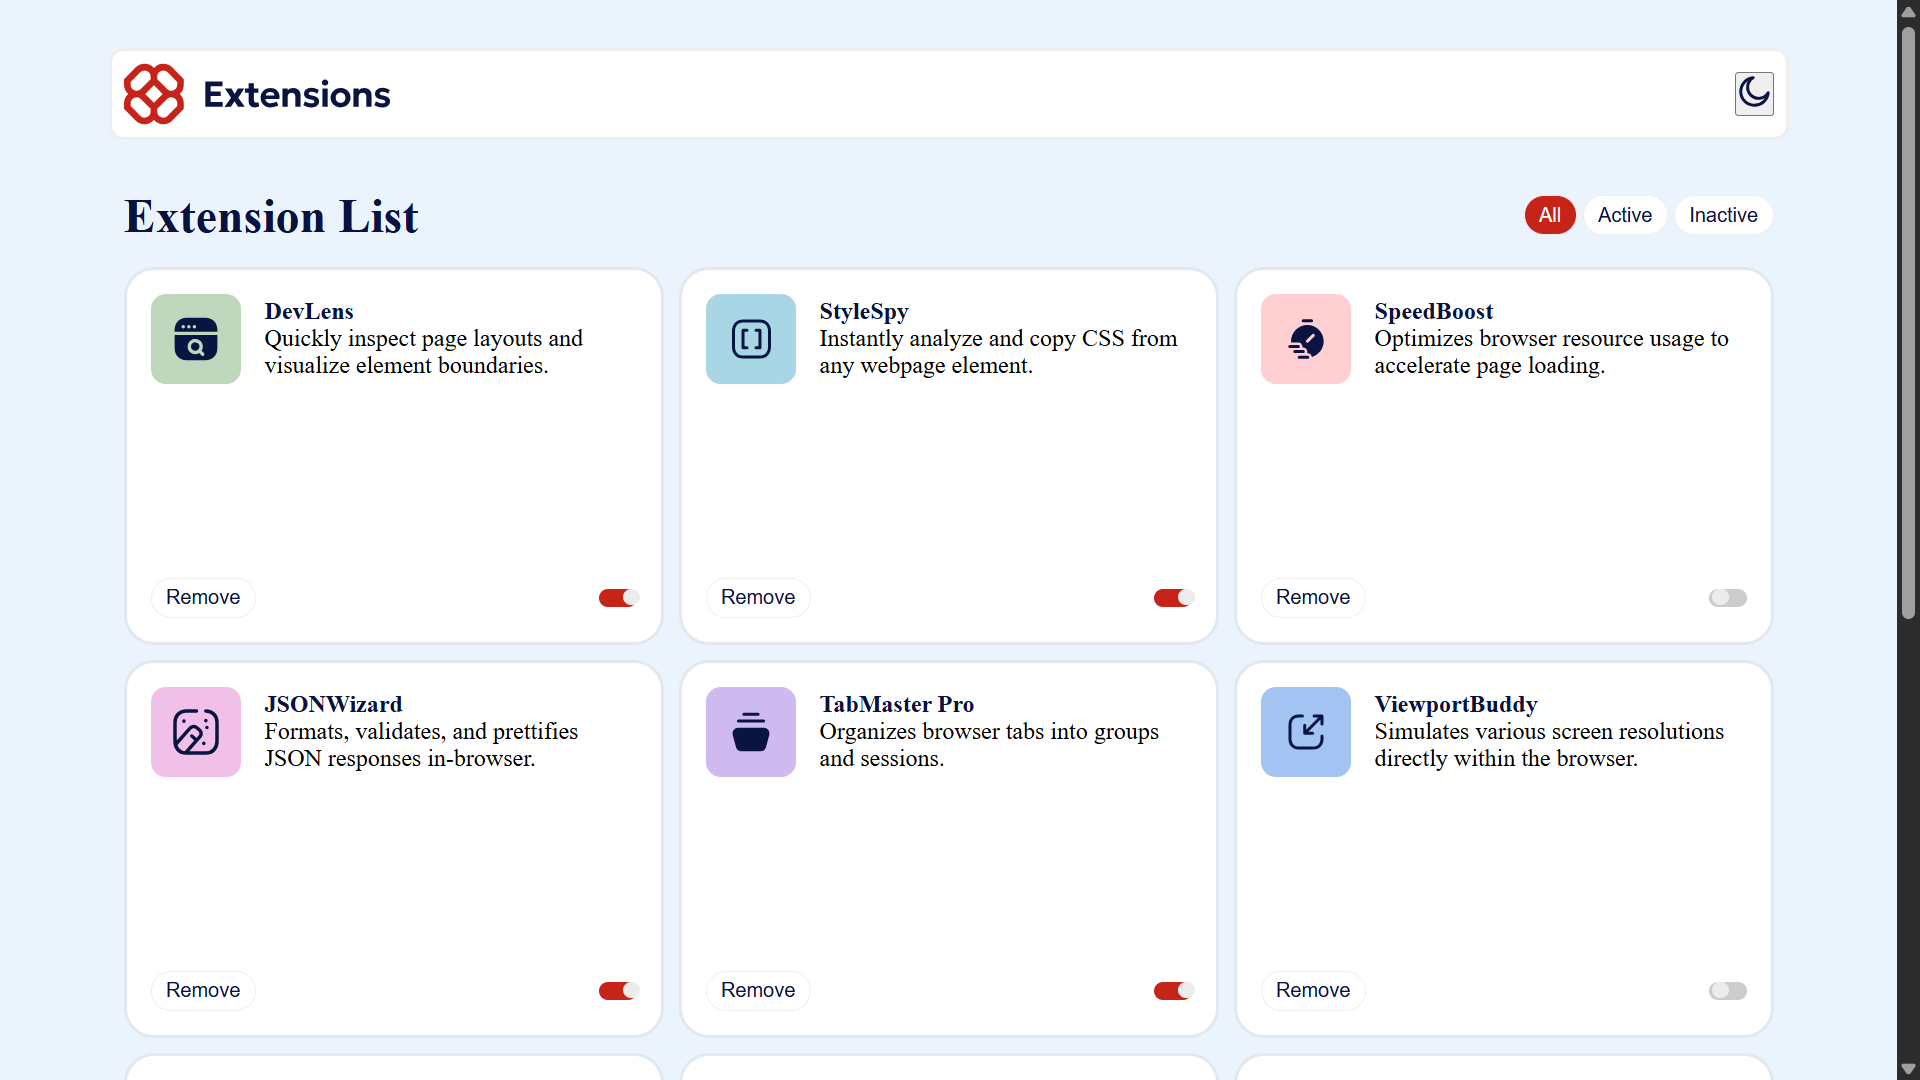 Extensions
Extension List
All
Active
Inactive
DevLens
Quickly inspect page layouts and
visualize element boundaries.
Remove
StyleSpy
Instantly analyze and copy CSS from
any webpage element.
Remove
SpeedBoost
Optimizes browser resource usage to
accelerate page loading.
Remove
JSONWizard
Formats, validates, and prettifies
JSON responses in-browser.
Remove
TabMaster Pro
Organizes browser tabs into groups
and sessions.
Remove
ViewportBuddy
Simulates various screen resolutions
directly within the browser.
Remove